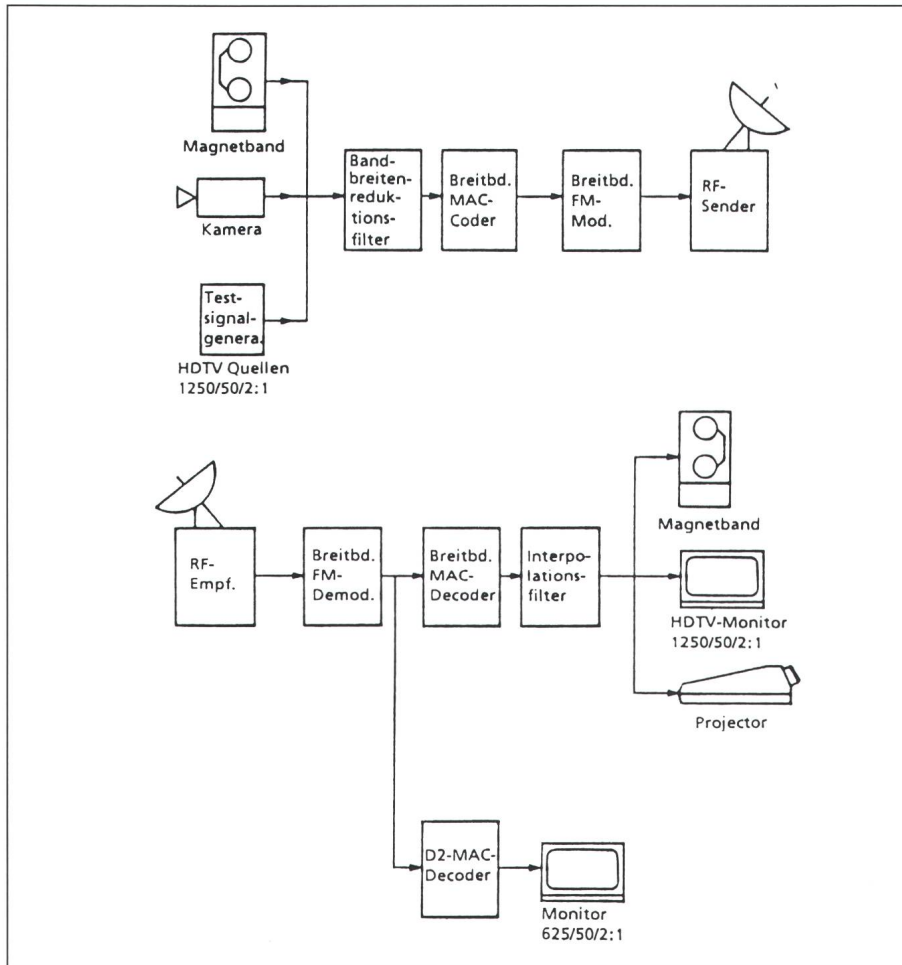 Magnetband
Kamera
Test-
signal-
genera.
HDTV Quellen
1250/50/2:1
Band-
breiten-
reduk-
tions-
filter
Breitbd.
MAC-
Coder
Breitbd.
FM-
Mod.
RF-
Sender
RF-
Empf.
Breitbd.
FM-
Demod.
Breitbd.
MAC-
Decoder
Interpo-
lations-
filter
Magnetband
HDTV-Monitor
1250/50/2:1
Projector
D2-MAC-
Decoder
Monitor
625/50/2:1